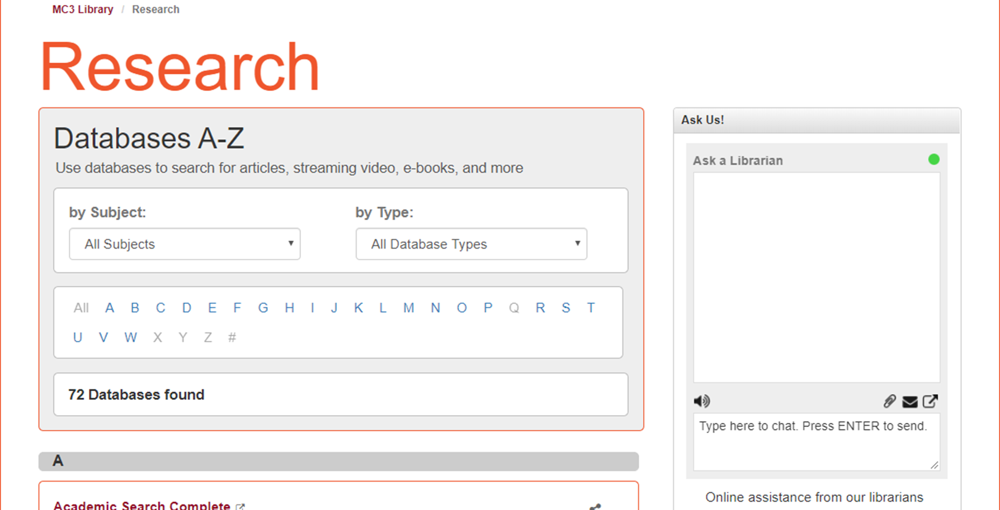 MC3 Library / Research
Research
Databases A-Z
Use databases to search for articles, streaming video, e-books, and more
by Subject:
All Subjects
by Type:
All Database Types
All A B C D E F G H I J K L M N O P Q R S T
U V W X Y Z #
72 Databases found
A
Academic Search Complete
Ask Us!
Ask a Librarian
Type here to chat. Press ENTER to send.
Online assistance from our librarians